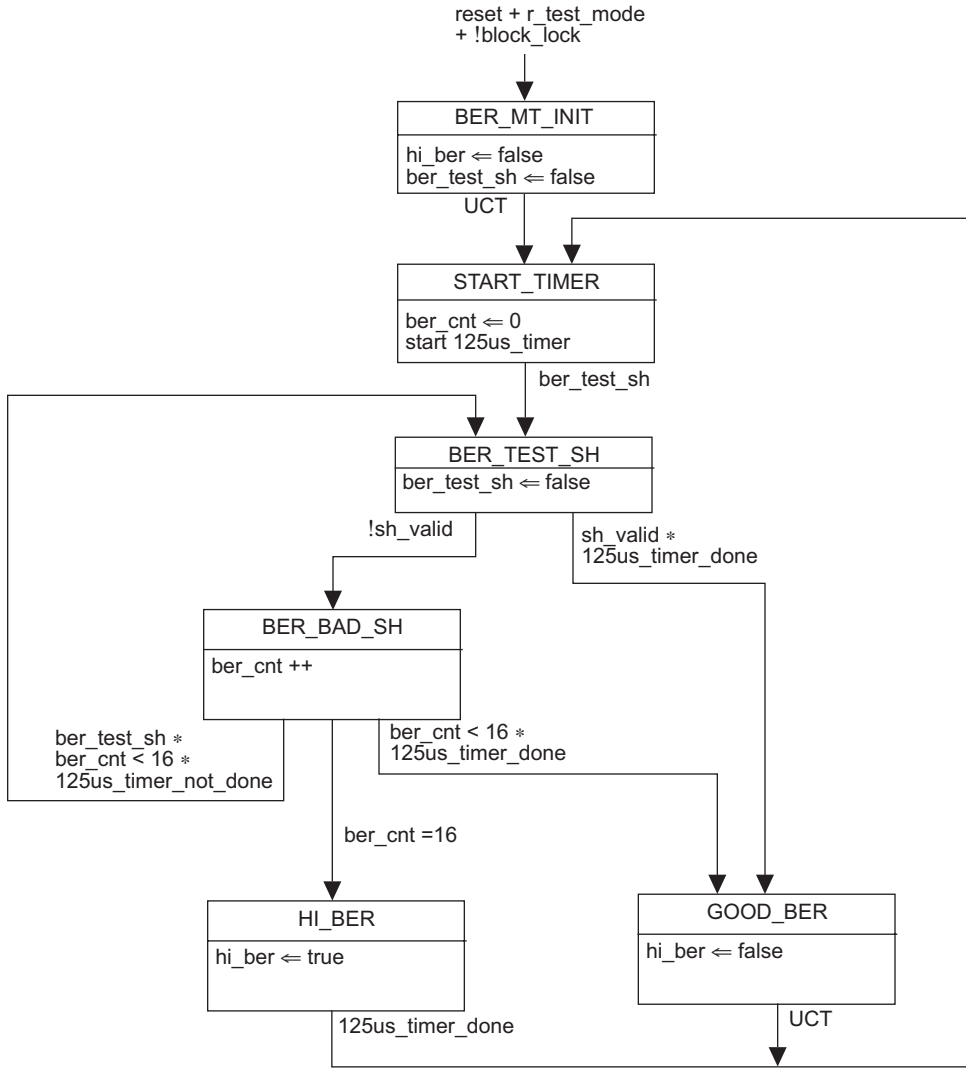 reset + r_test_mode
+ !block_lock
BER_MT_INIT
hi_ber ⇐ false
ber_test_sh ⇐ false
UCT
START_TIMER
ber_cnt ⇐ 0
start 125us_timer
ber_test_sh
BER_TEST_SH
ber_test_sh ⇐ false
!sh_valid
sh_valid *
125us_timer_done
BER_BAD_SH
ber_cnt ++
ber_test_sh *
ber_cnt < 16 *
125us_timer_not_done
ber_cnt < 16 *
125us_timer_done
ber_cnt =16
HI_BER
hi_ber ⇐ true
125us_timer_done
GOOD_BER
hi_ber ⇐ false
UCT